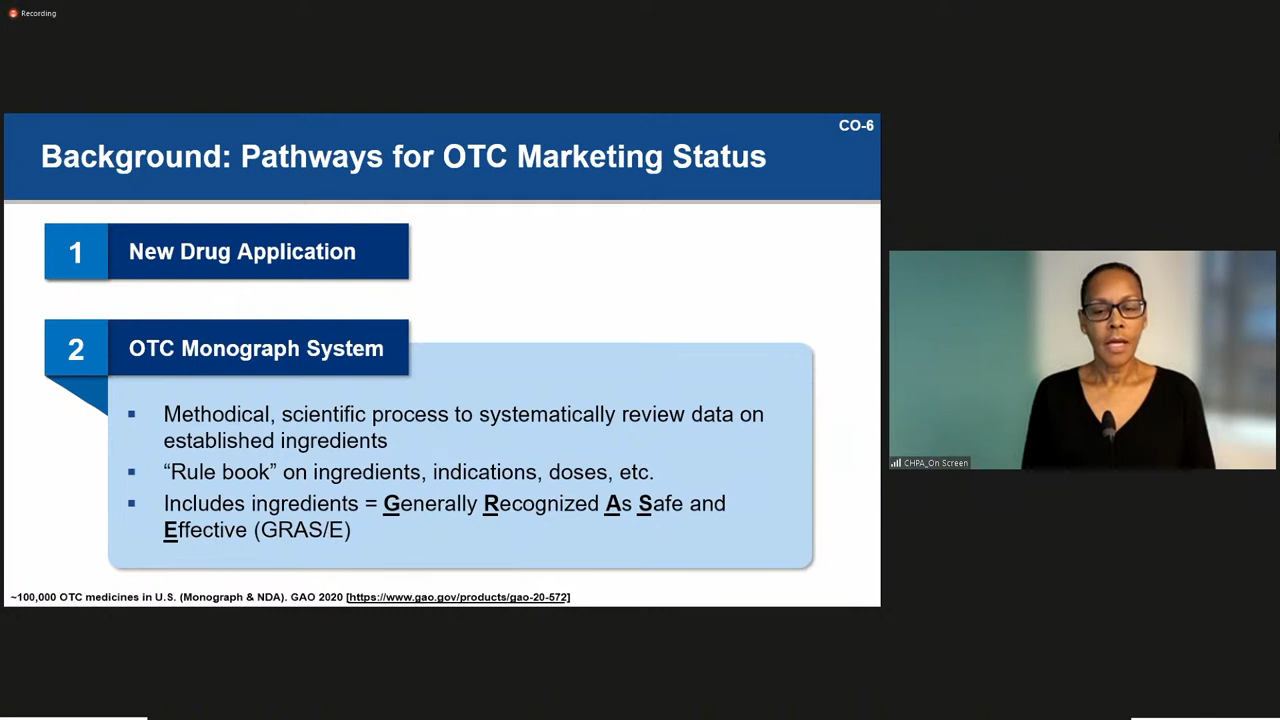 Recording
CO-6
Background: Pathways for OTC Marketing Status
1
New Drug Application
2
OTC Monograph System
▪ Methodical, scientific process to systematically review data on
established ingredients
▪ “Rule book” on ingredients, indications, doses, etc.
▪ Includes ingredients = Generally Recognized As Safe and
Effective (GRAS/E)
~100,000 OTC medicines in U.S. (Monograph & NDA). GAO 2020 [https://www.gao.gov/products/gao-20-572]
CHPA_On Screen